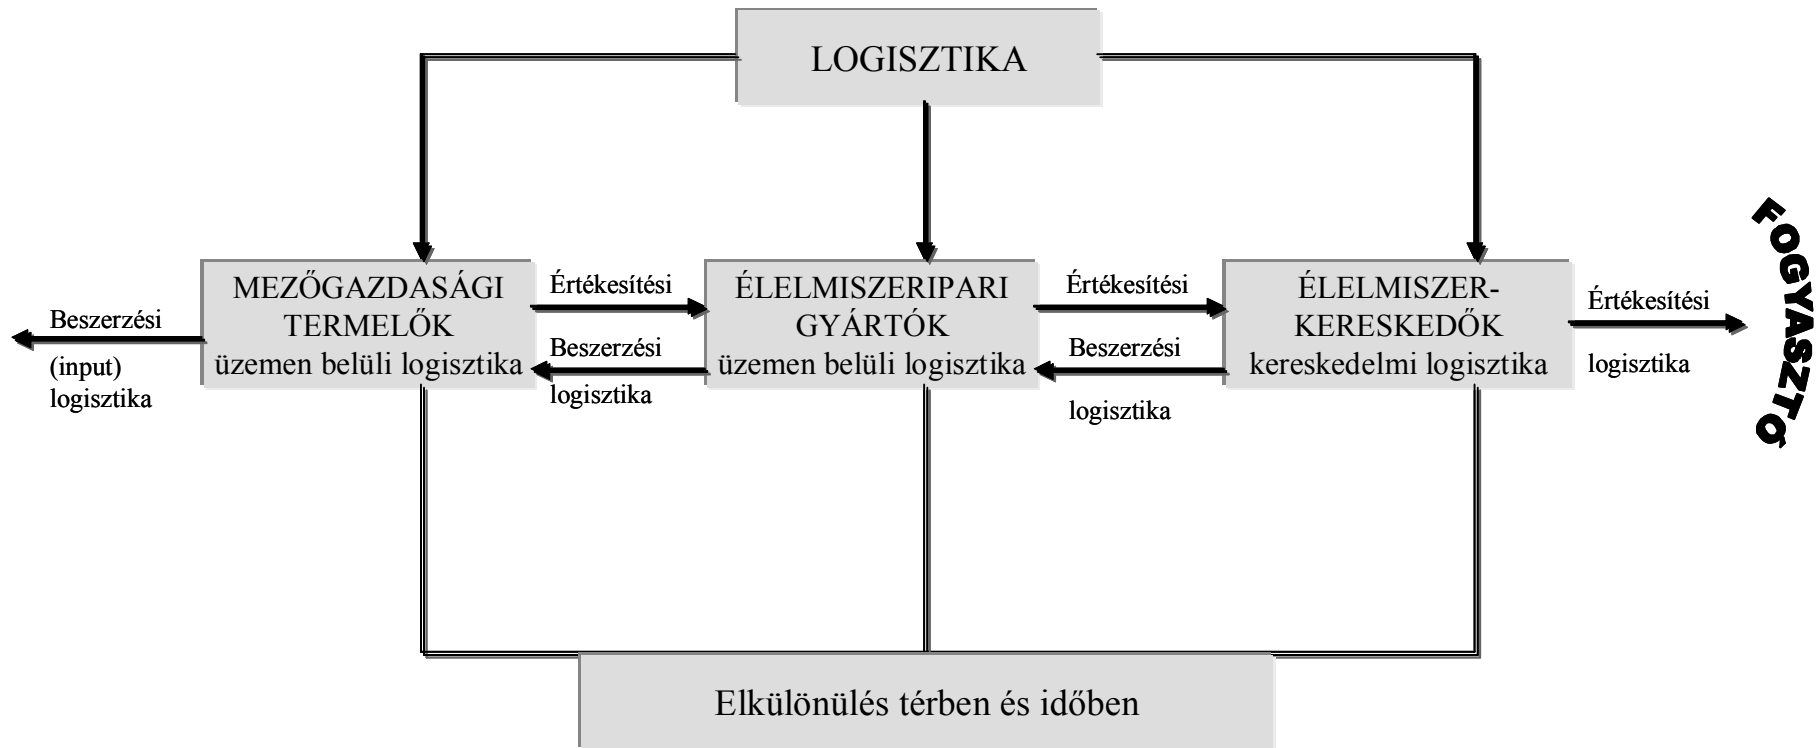 LOGISZTIKA
Beszerzési
(input)
logisztika
MEZŐGAZDASÁGI
TERMELŐK
üzemen belüli logisztika
Értékesítési
Beszerzési
logisztika
ÉLELMISZERIPARI
GYÁRTÓK
üzemen belüli logisztika
Értékesítési
Beszerzési
logisztika
ÉLELMISZER-
KERESKEDŐK
kereskedelmi logisztika
Értékesítési
logisztika
FOGYASZTÓ
Elkülönülés térben és időben